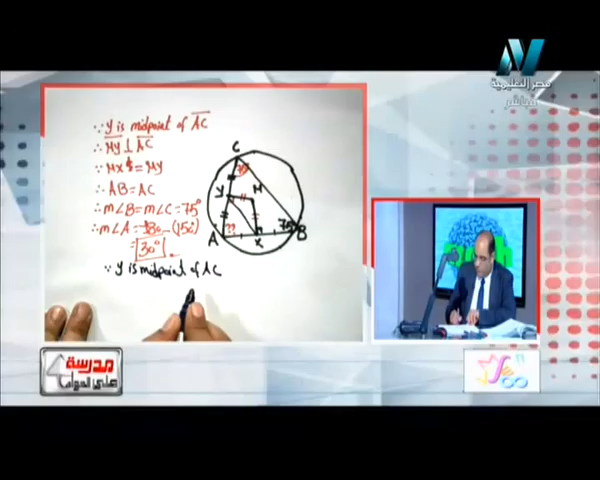 مصر التعليمية
مباشر
∵ y is midpoint of AC
∴ My ⊥ AC
∵ Mx = My
∴ AB = AC
∴ m∠B = m∠C = 75°
∴ m∠A = 180 - (150)
= 30°
∵ y is midpoint of AC
C
y
M
75°
A
??
x
B
مدرسة
على الهواء